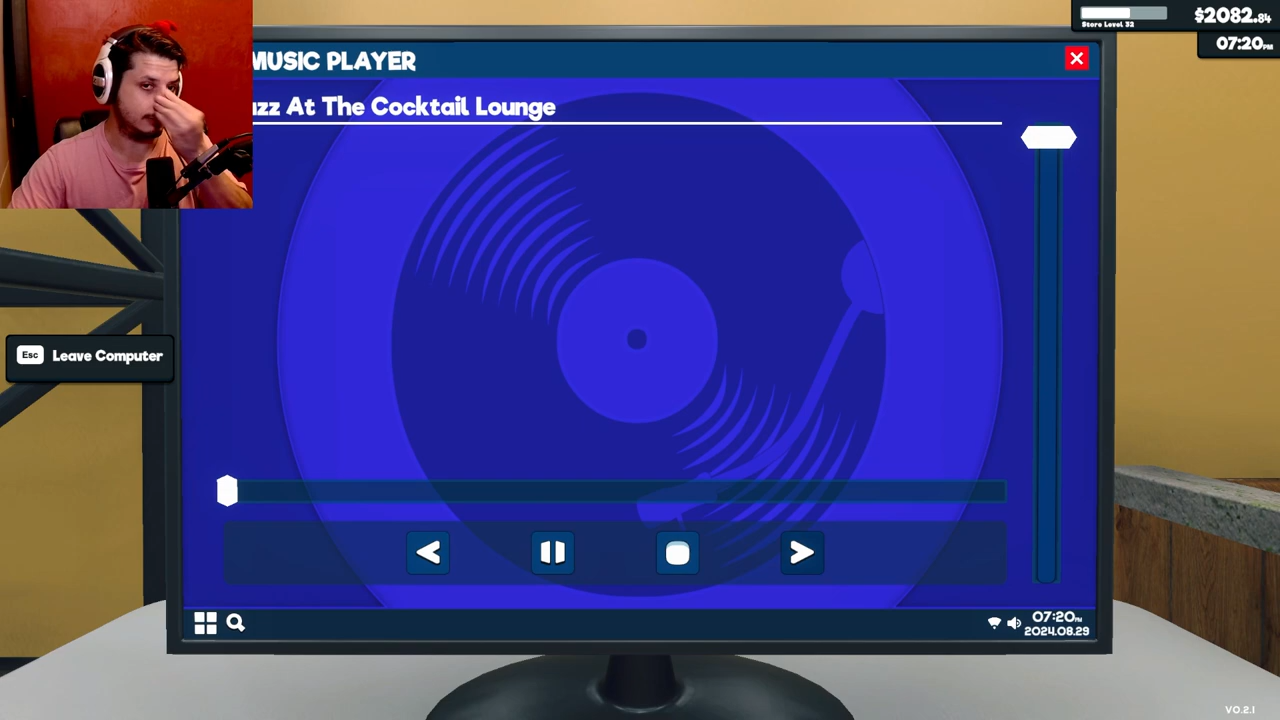 MUSIC PLAYER
At The Cocktail Lounge
Store Level 32
$2082.84
07:20PM
Esc Leave Computer
07:20PM
2024.08.29
V0.2.1